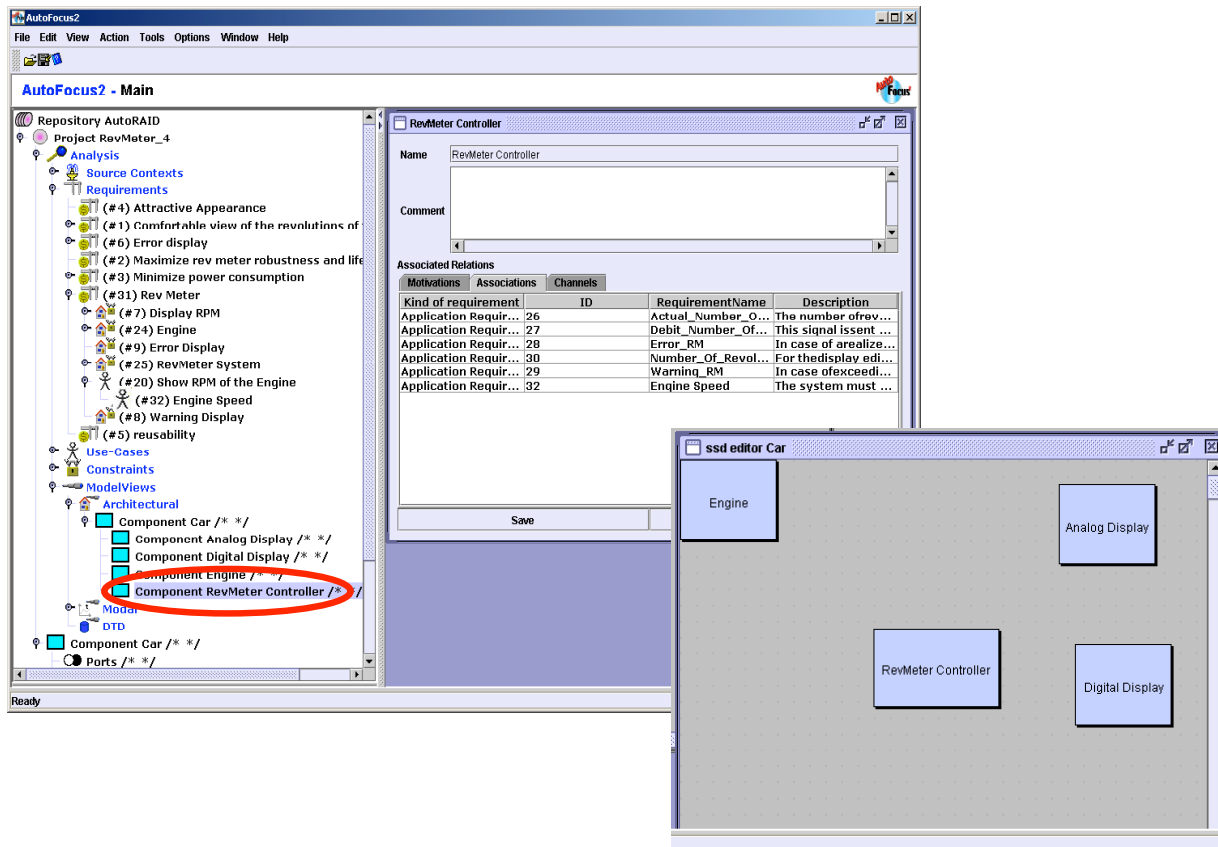 AutoFocus2
File Edit View Action Tools Options Window Help
AutoFocus2 - Main
Auto Focus
Repository AutoRAID
Project RevMeter_4
Analysis
Source Contexts
Requirements
(#4) Attractive Appearance
(#1) Comfortable view of the revolutions of
(#6) Error display
(#2) Maximize rev meter robustness and life
(#3) Minimize power consumption
(#31) Rev Meter
(#7) Display RPM
(#24) Engine
(#9) Error Display
(#25) RevMeter System
(#20) Show RPM of the Engine
(#32) Engine Speed
(#8) Warning Display
(#5) reusability
Use-Cases
Constraints
ModelViews
Architectural
Component Car /* */
Component Analog Display /* */
Component Digital Display /* */
Component Engine /* */
Component RevMeter Controller /* */
Modal
DTD
Component Car /* */
Ports /* */
Ready
RevMeter Controller
Name RevMeter Controller
Comment
Associated Relations
Motivations Associations Channels
Kind of requirement ID RequirementName Description
Application Requir... 26 Actual_Number_O... The number ofrev...
Application Requir... 27 Debit_Number_Of... This signal issent ...
Application Requir... 28 Error_RM In case of arealize...
Application Requir... 30 Number_Of_Revol... For thedisplay edi...
Application Requir... 29 Warning_RM In case ofexceedi...
Application Requir... 32 Engine Speed The system must ...
Save
ssd editor Car
Engine
Analog Display
RevMeter Controller
Digital Display